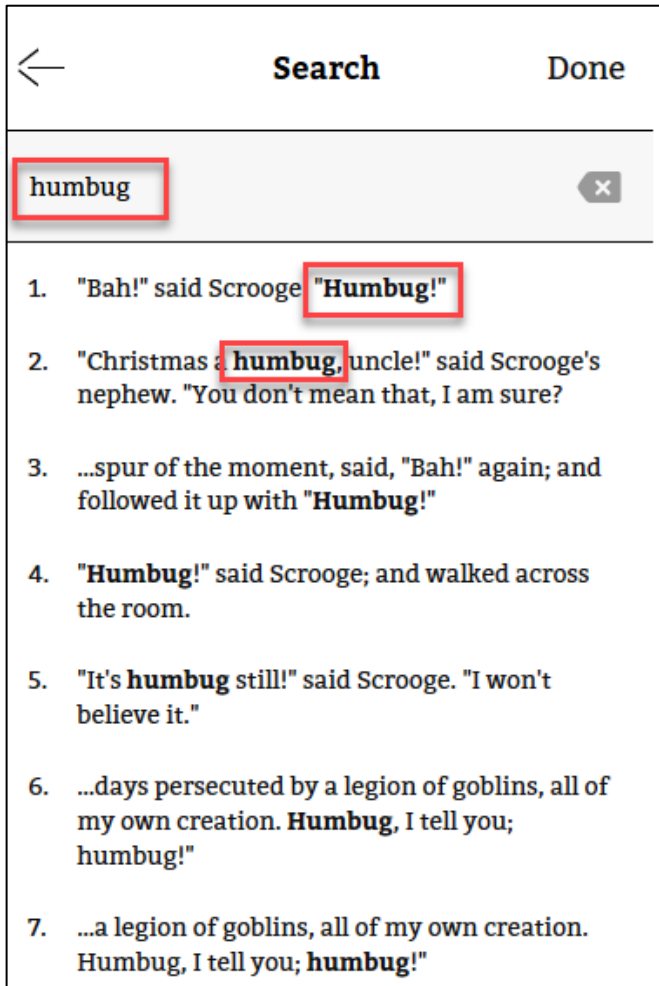 Search Done
humbug
1. "Bah!" said Scrooge "Humbug!"
2. "Christmas a humbug, uncle!" said Scrooge's
nephew. "You don't mean that, I am sure?
3. ...spur of the moment, said, "Bah!" again; and
followed it up with "Humbug!"
4. "Humbug!" said Scrooge; and walked across
the room.
5. "It's humbug still!" said Scrooge. "I won't
believe it."
6. ...days persecuted by a legion of goblins, all of
my own creation. Humbug, I tell you;
humbug!"
7. ...a legion of goblins, all of my own creation.
Humbug, I tell you; humbug!"